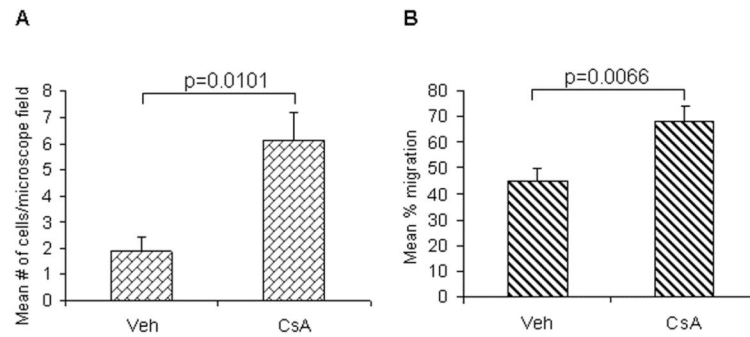 A
p=0.0101
Mean # of cells/microscope field
8
7
6
5
4
3
2
1
0
Veh CsA
B
p=0.0066
Mean % migration
80
70
60
50
40
30
20
10
0
Veh CsA